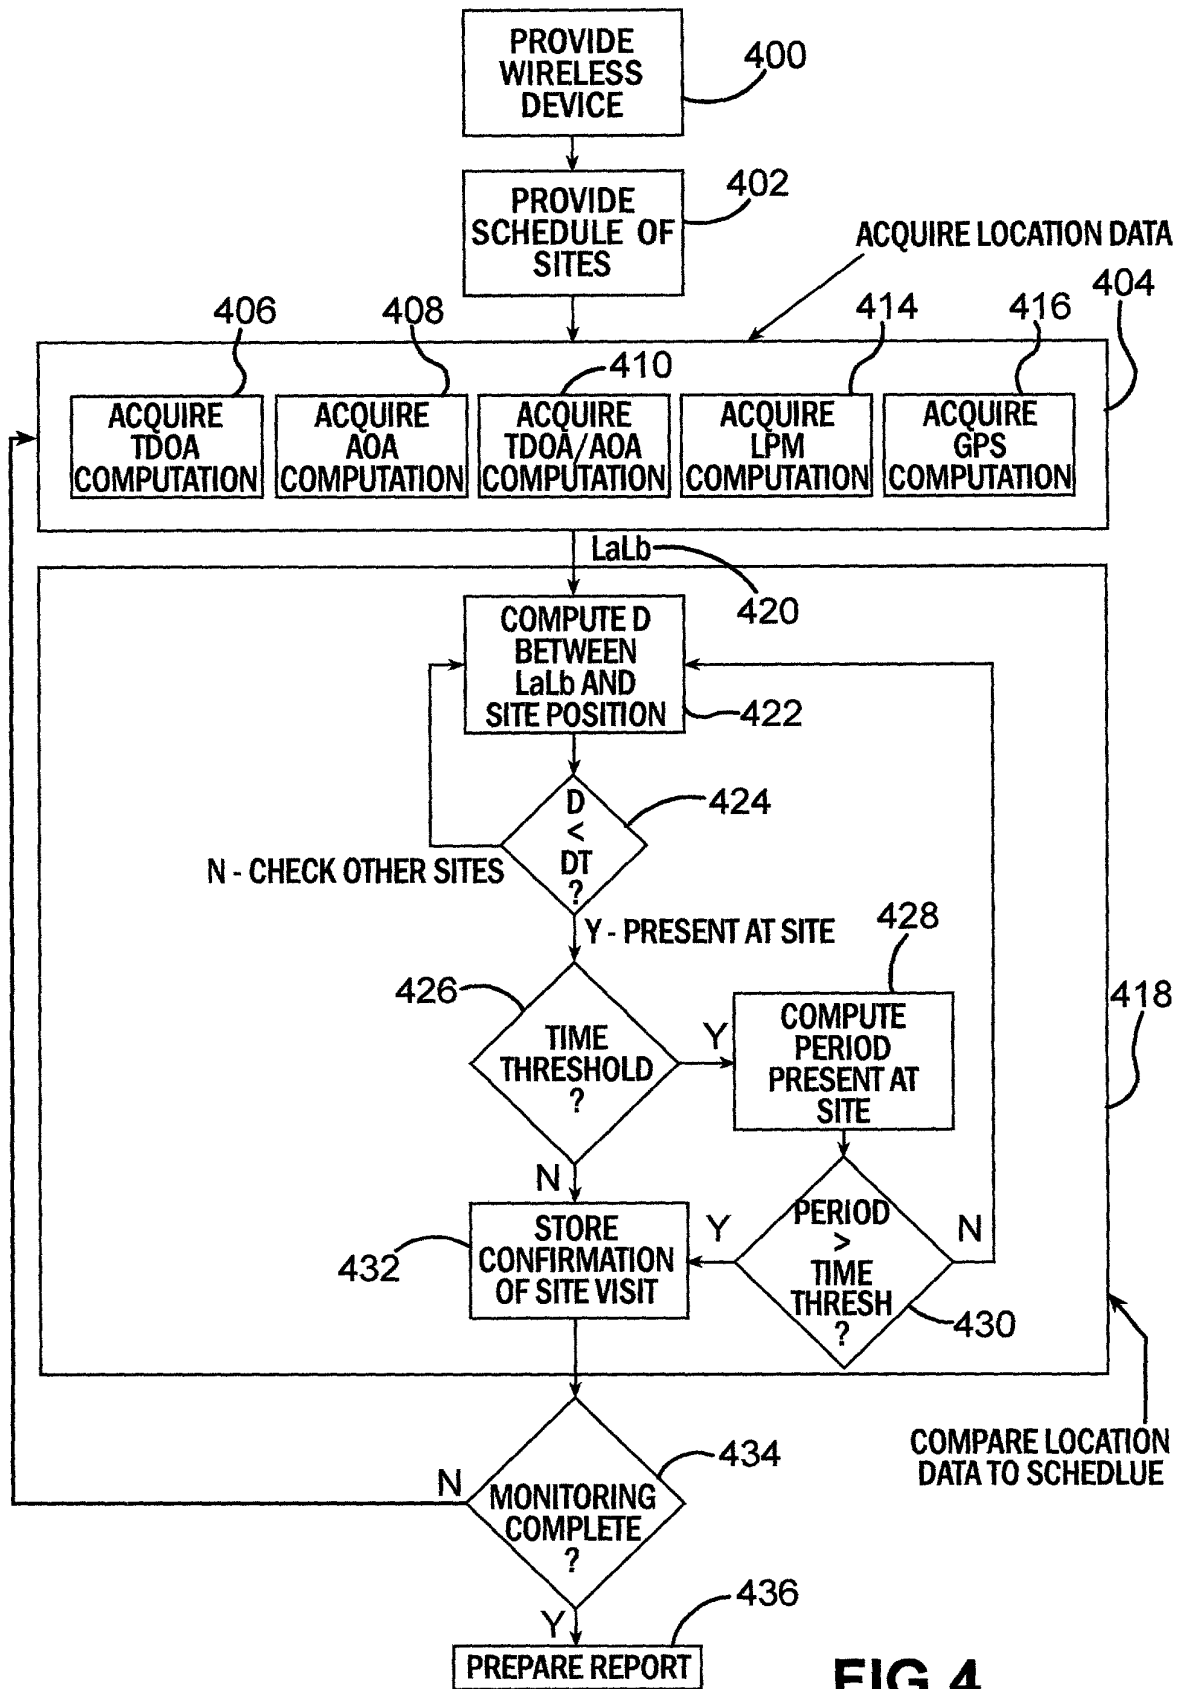 PROVIDE
WIRELESS
DEVICE
400
PROVIDE
SCHEDULE OF
SITES
402
ACQUIRE LOCATION DATA
404
406
408
410
414
416
ACQUIRE
TDOA
COMPUTATION
ACQUIRE
AOA
COMPUTATION
ACQUIRE
TDOA/AOA
COMPUTATION
ACQUIRE
LPM
COMPUTATION
ACQUIRE
GPS
COMPUTATION
LaLb
420
COMPUTE D
BETWEEN
LaLb AND
SITE POSITION
422
D
<
DT
?
424
N - CHECK OTHER SITES
Y - PRESENT AT SITE
426
TIME
THRESHOLD
?
Y
428
COMPUTE
PERIOD
PRESENT AT
SITE
418
N
STORE
CONFIRMATION
OF SITE VISIT
432
Y
PERIOD
>
TIME
THRESH
?
N
430
COMPARE LOCATION
DATA TO SCHEDLUE
434
N
MONITORING
COMPLETE
?
Y
436
PREPARE REPORT
FIG 4